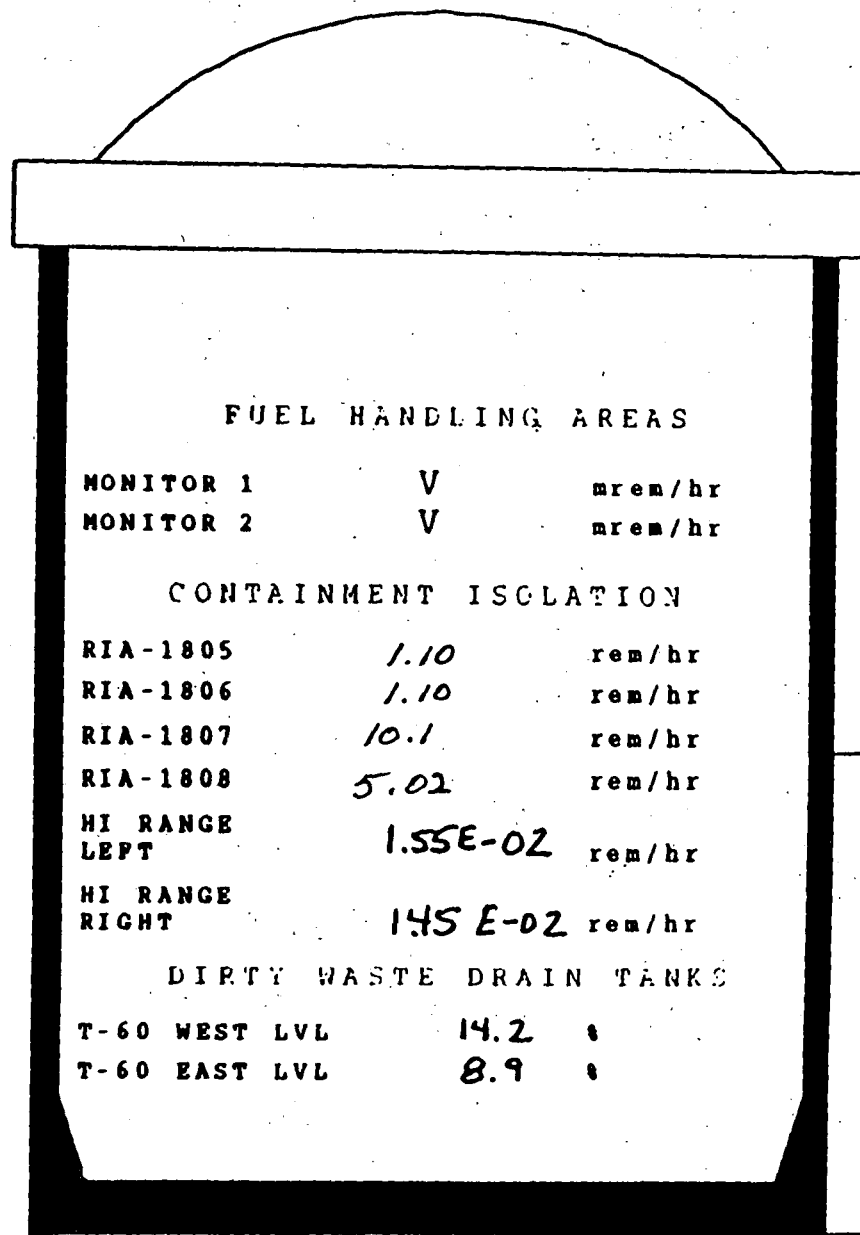 FUEL HANDLING AREAS
MONITOR 1 V mrem/hr
MONITOR 2 V mrem/hr
CONTAINMENT ISOLATION
RIA-1805 1.10 rem/hr
RIA-1806 1.10 rem/hr
RIA-1807 10.1 rem/hr
RIA-1808 5.02 rem/hr
HI RANGE
LEFT 1.55E-02 rem/hr
HI RANGE
RIGHT 1.45 E-02 rem/hr
DIRTY WASTE DRAIN TANKS
T-60 WEST LVL 14.2 %
T-60 EAST LVL 8.9 %